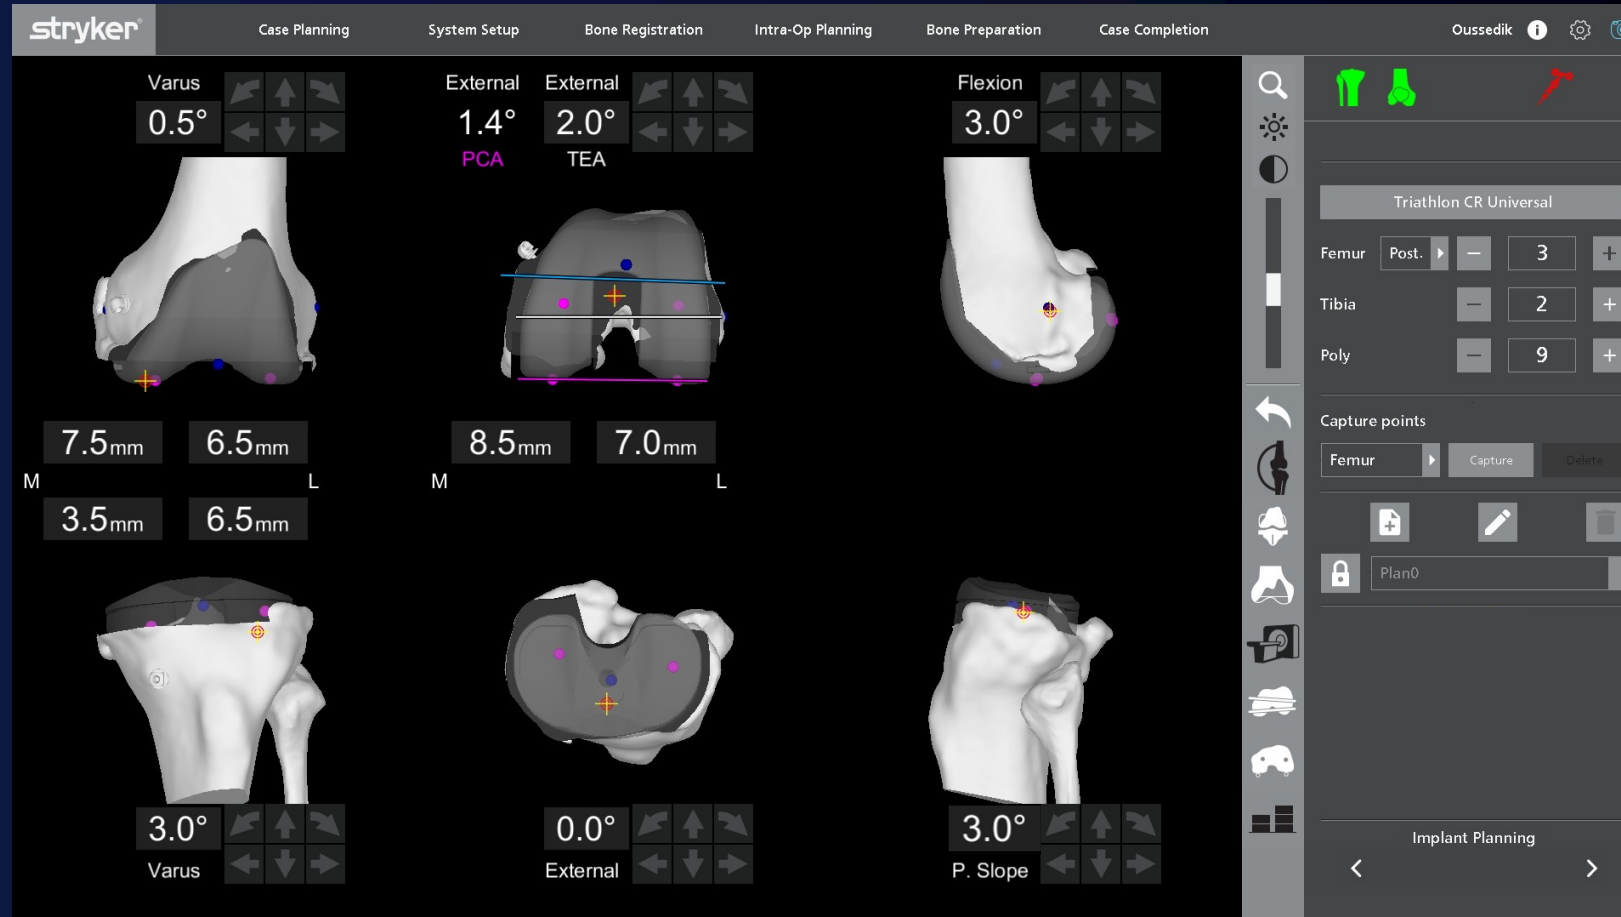 stryker
Case Planning
System Setup
Bone Registration
Intra-Op Planning
Bone Preparation
Case Completion
Oussedik
Varus
0.5°
External External
1.4° 2.0°
PCA TEA
Flexion
3.0°
7.5mm 6.5mm
M L
3.5mm 6.5mm
8.5mm 7.0mm
M L
3.0°
Varus
0.0°
External
3.0°
P. Slope
Triathlon CR Universal
Femur Post. − 3 +
Tibia − 2 +
Poly − 9 +
Capture points
Femur Capture Delete
Plan0
Implant Planning